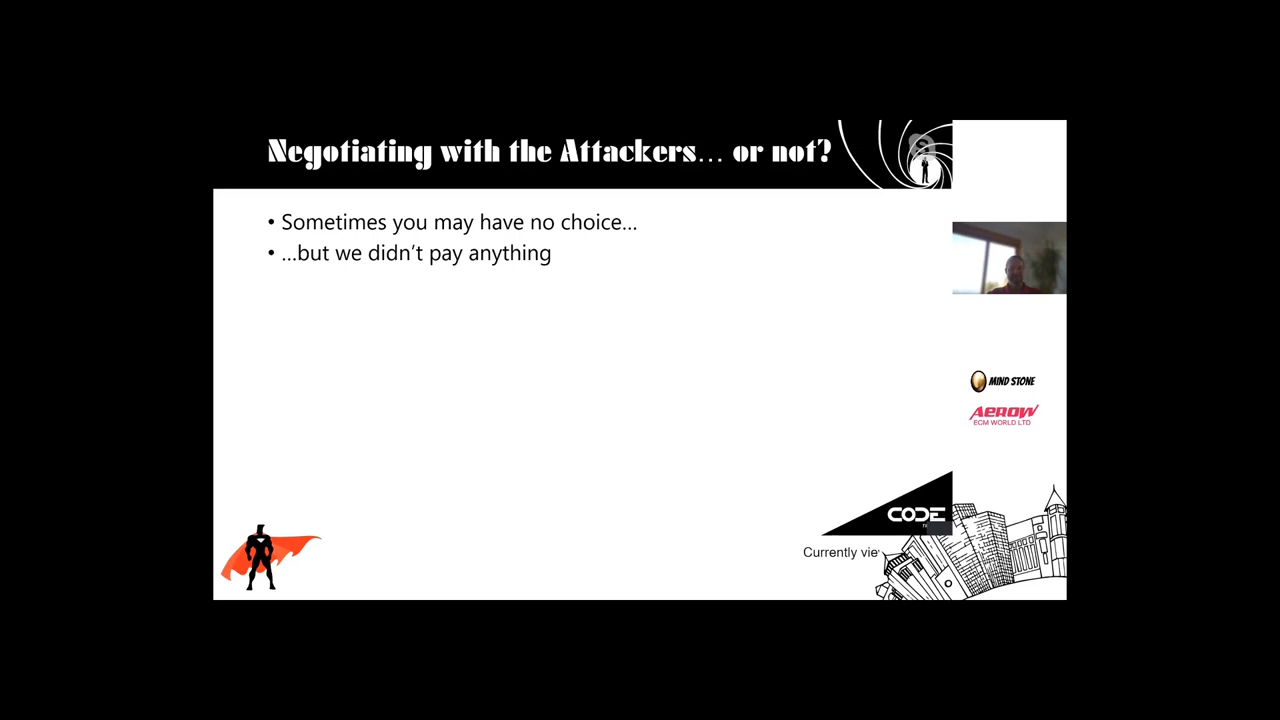 Negotiating with the Attackers... or not?
• Sometimes you may have no choice...
• ...but we didn't pay anything
MIND STONE
AEROW
ECM WORLD LTD
CODE
Currently vie